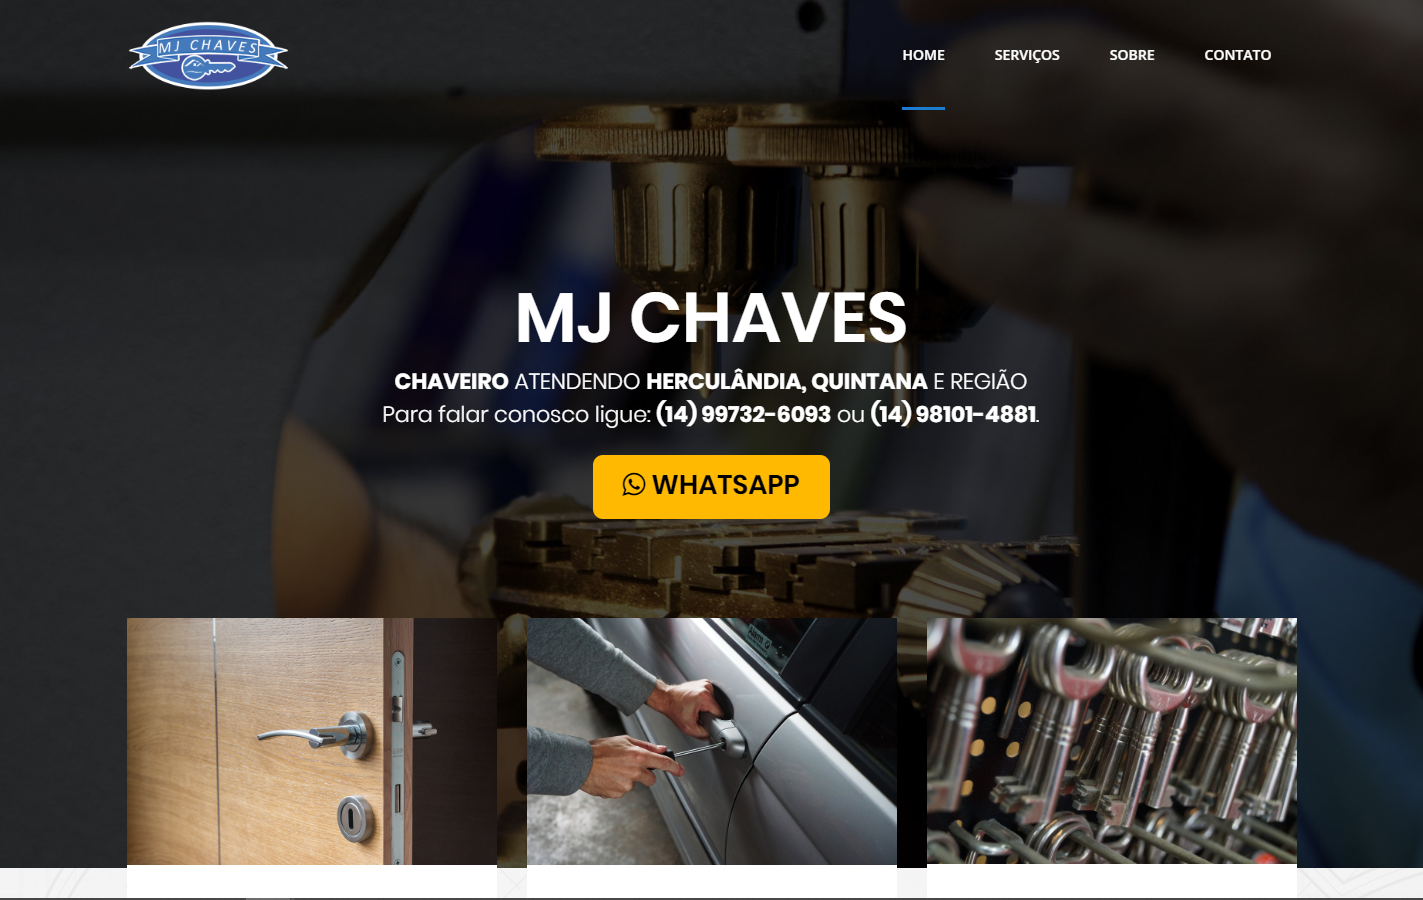 MJ CHAVES
HOME
SERVIÇOS
SOBRE
CONTATO
MJ CHAVES
CHAVEIRO ATENDENDO HERCULÂNDIA, QUINTANA E REGIÃO
Para falar conosco ligue: (14) 99732-6093 ou (14) 98101-4881.
WHATSAPP